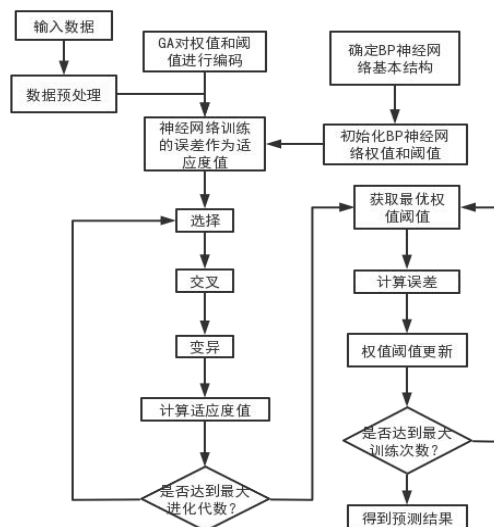 输入数据
数据预处理
GA对权值和阈
值进行编码
确定BP神经网
络基本结构
神经网络训练
的误差作为适
应度值
初始化BP神经网
络权值和阈值
选择
交叉
变异
计算适应度值
是否达到最大
进化代数?
获取最优权
值阈值
计算误差
权值阈值更新
是否达到最大
训练次数?
得到预测结果